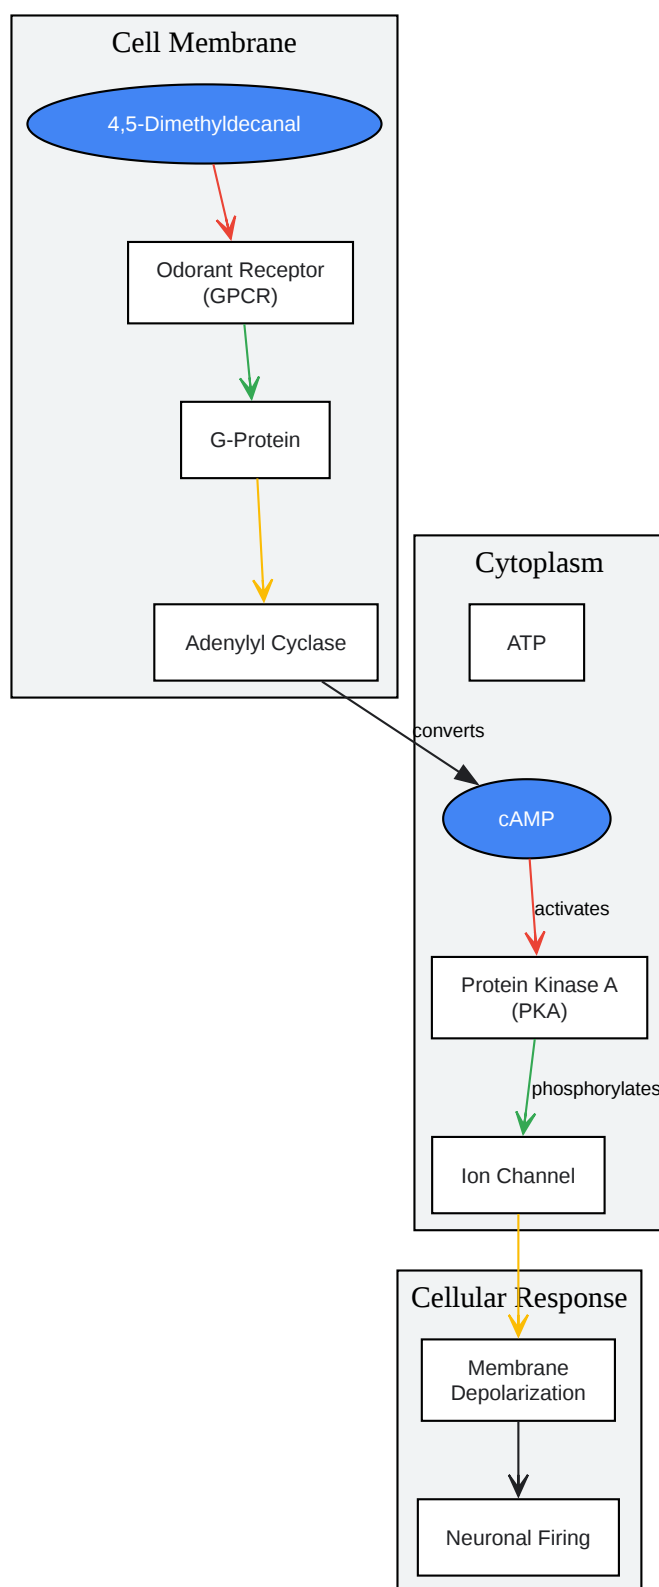 Cell Membrane
4,5-Dimethyldecanal
Odorant Receptor
(GPCR)
G-Protein
Adenylyl Cyclase
Cytoplasm
ATP
converts
cAMP
activates
Protein Kinase A
(PKA)
phosphorylates
Ion Channel
Cellular Response
Membrane
Depolarization
Neuronal Firing